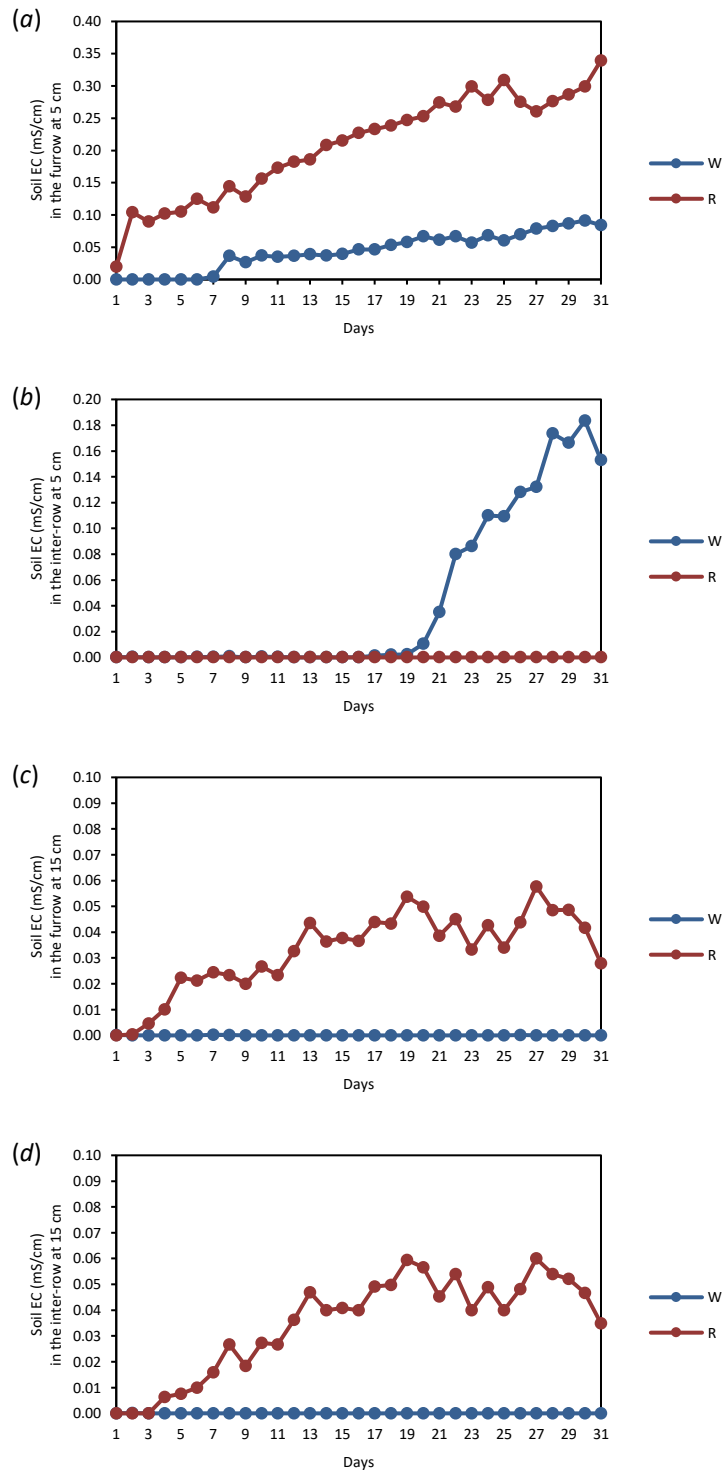 (a)
Soil EC (mS/cm)
in the furrow at 5 cm
0.40
0.35
0.30
0.25
0.20
0.15
0.10
0.05
0.00
1 3 5 7 9 11 13 15 17 19 21 23 25 27 29 31
Days
W
R
(b)
Soil EC (mS/cm)
in the inter-row at 5 cm
0.20
0.18
0.16
0.14
0.12
0.10
0.08
0.06
0.04
0.02
0.00
1 3 5 7 9 11 13 15 17 19 21 23 25 27 29 31
Days
W
R
(c)
Soil EC (mS/cm)
in the furrow at 15 cm
0.10
0.09
0.08
0.07
0.06
0.05
0.04
0.03
0.02
0.01
0.00
1 3 5 7 9 11 13 15 17 19 21 23 25 27 29 31
Days
W
R
(d)
Soil EC (mS/cm)
in the inter-row at 15 cm
0.10
0.09
0.08
0.07
0.06
0.05
0.04
0.03
0.02
0.01
0.00
1 3 5 7 9 11 13 15 17 19 21 23 25 27 29 31
Days
W
R